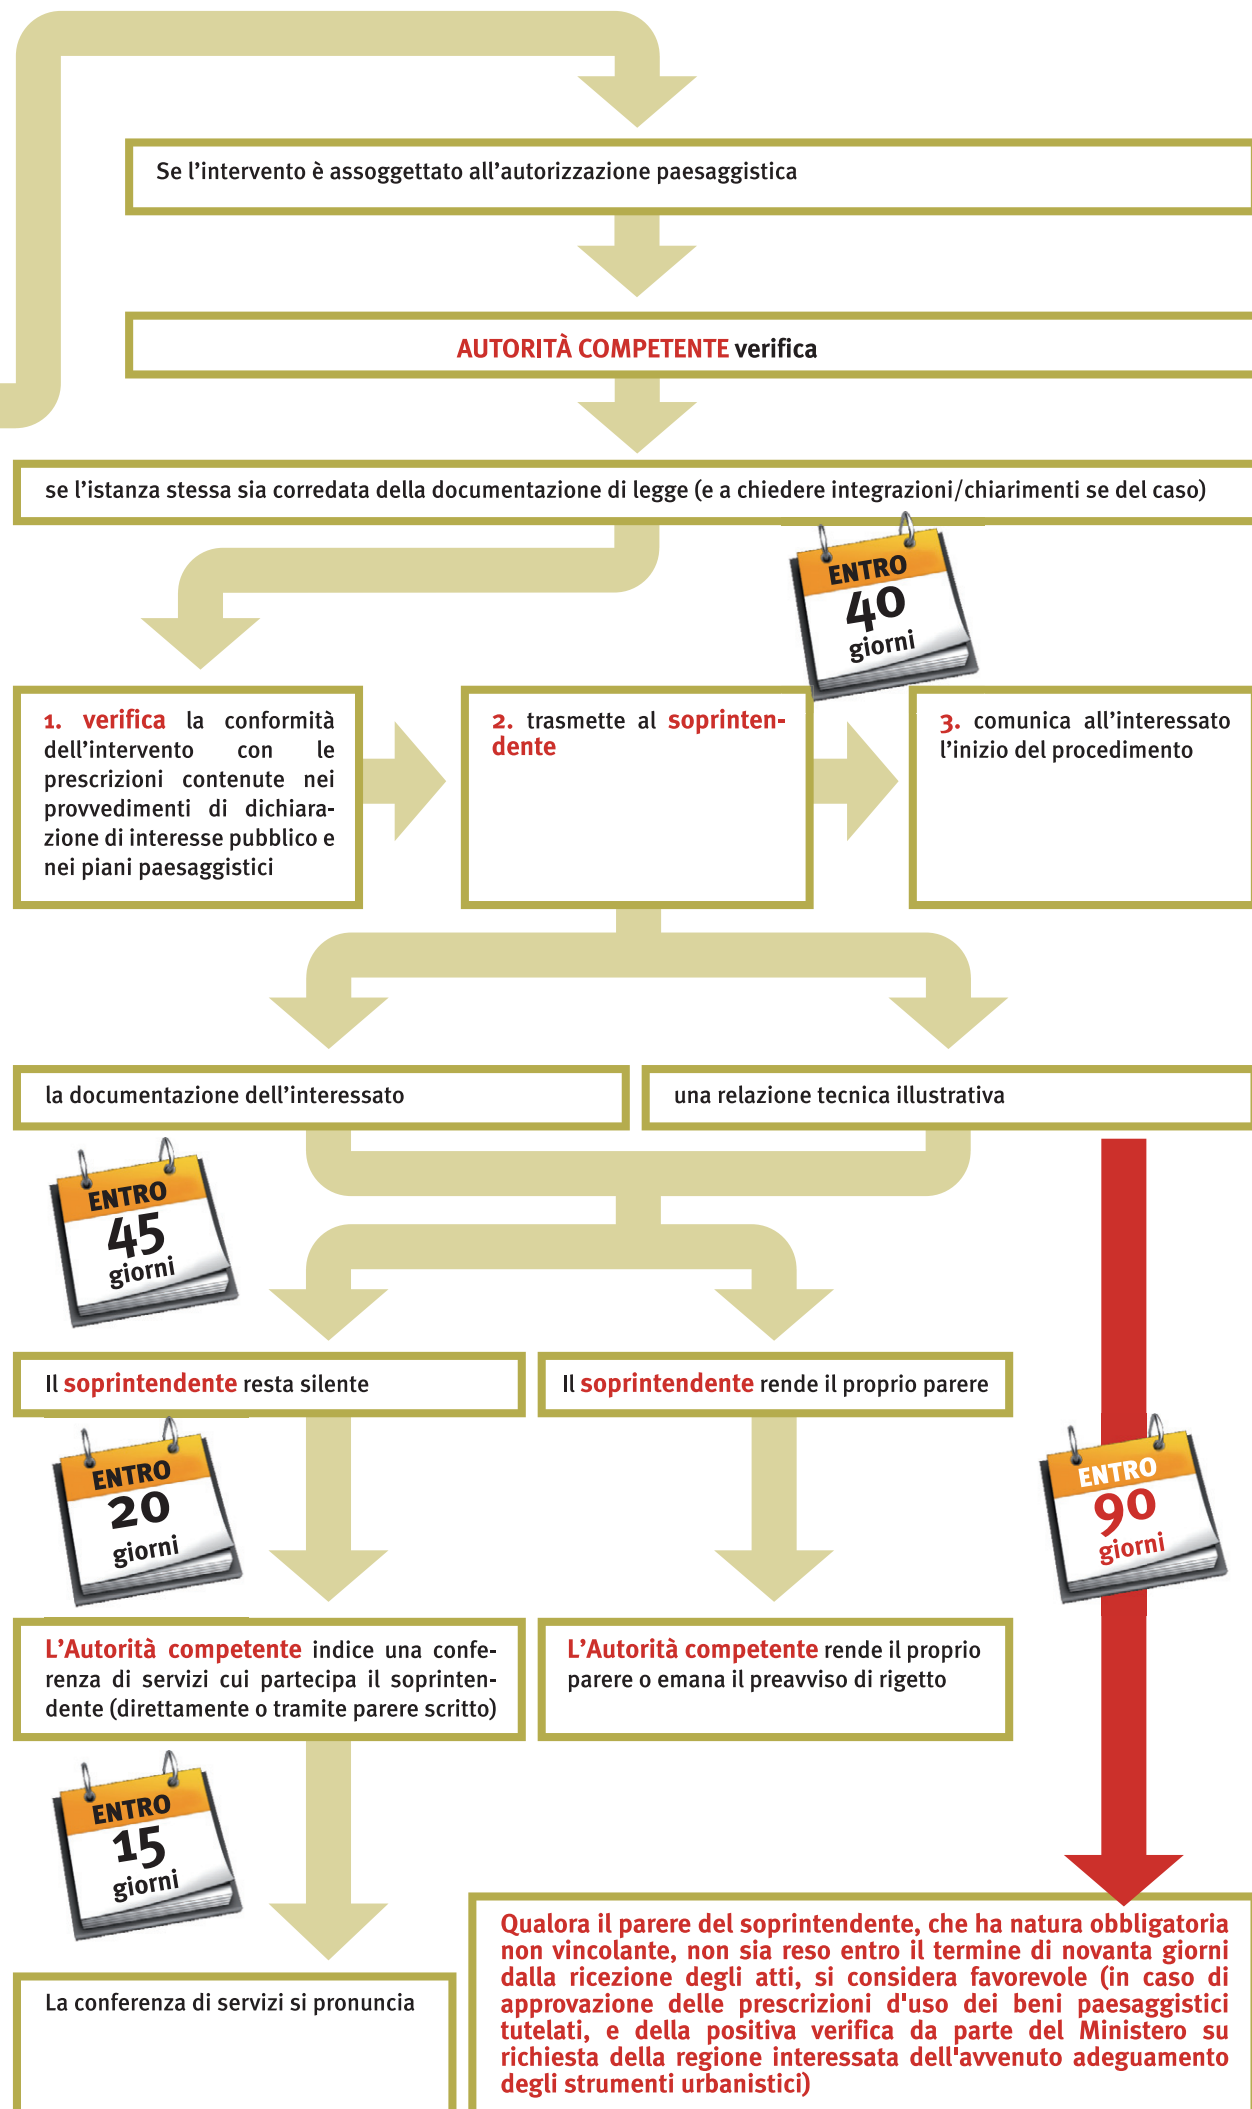 Se l'intervento è assoggettato all'autorizzazione paesaggistica
AUTORITÀ COMPETENTE verifica
se l'istanza stessa sia corredata della documentazione di legge (e a chiedere integrazioni/chiarimenti se del caso)
ENTRO
40
giorni
1. verifica la conformità
dell'intervento con le
prescrizioni contenute nei
provvedimenti di dichiara-
zione di interesse pubblico e
nei piani paesaggistici
2. trasmette al soprinten-
dente
3. comunica all'interessato
l'inizio del procedimento
la documentazione dell'interessato
una relazione tecnica illustrativa
ENTRO
45
giorni
Il soprintendente resta silente
Il soprintendente rende il proprio parere
ENTRO
20
giorni
ENTRO
90
giorni
L'Autorità competente indice una confe-
renza di servizi cui partecipa il soprinten-
dente (direttamente o tramite parere scritto)
L'Autorità competente rende il proprio
parere o emana il preavviso di rigetto
ENTRO
15
giorni
La conferenza di servizi si pronuncia
Qualora il parere del soprintendente, che ha natura obbligatoria
non vincolante, non sia reso entro il termine di novanta giorni
dalla ricezione degli atti, si considera favorevole (in caso di
approvazione delle prescrizioni d'uso dei beni paesaggistici
tutelati, e della positiva verifica da parte del Ministero su
richiesta della regione interessata dell'avvenuto adeguamento
degli strumenti urbanistici)